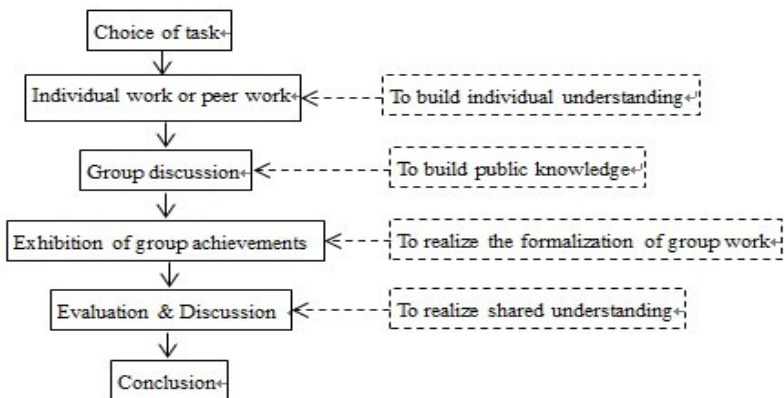 Choice of task
Individual work or peer work
To build individual understanding
Group discussion
To build public knowledge
Exhibition of group achievements
To realize the formalization of group work
Evaluation & Discussion
To realize shared understanding
Conclusion